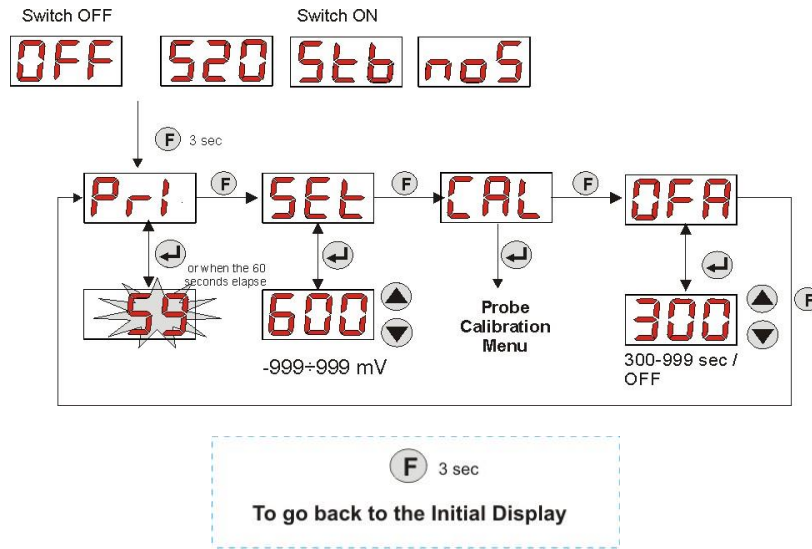 Switch OFF
Switch ON
OFF
520
Stb
noS
F 3 sec
PrI
F
SEt
F
CAL
F
OFA
or when the 60
seconds elapse
59
600
-999÷999 mV
Probe
Calibration
Menu
300
300-999 sec /
OFF
F
F 3 sec
To go back to the Initial Display